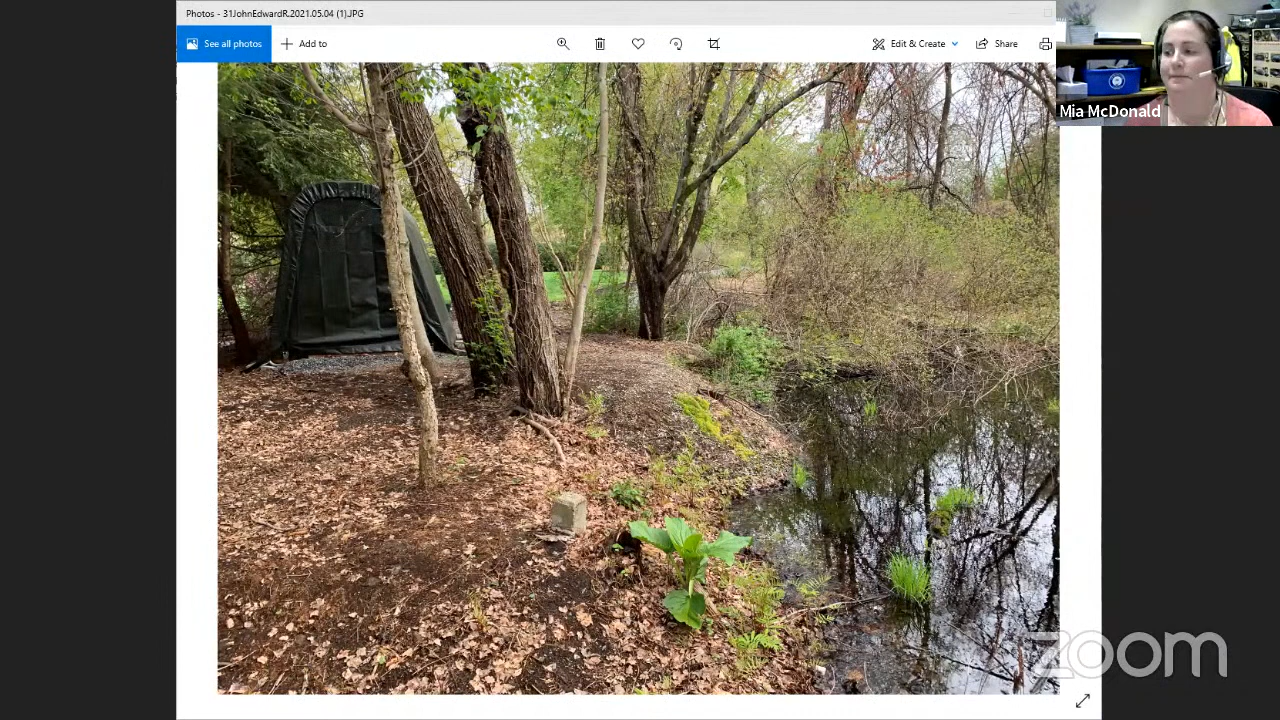 Photos - 31JohnEdwardR.2021.05.04 (1).JPG
See all photos
Add to
Edit & Create
Share
Mia McDonald
zoom